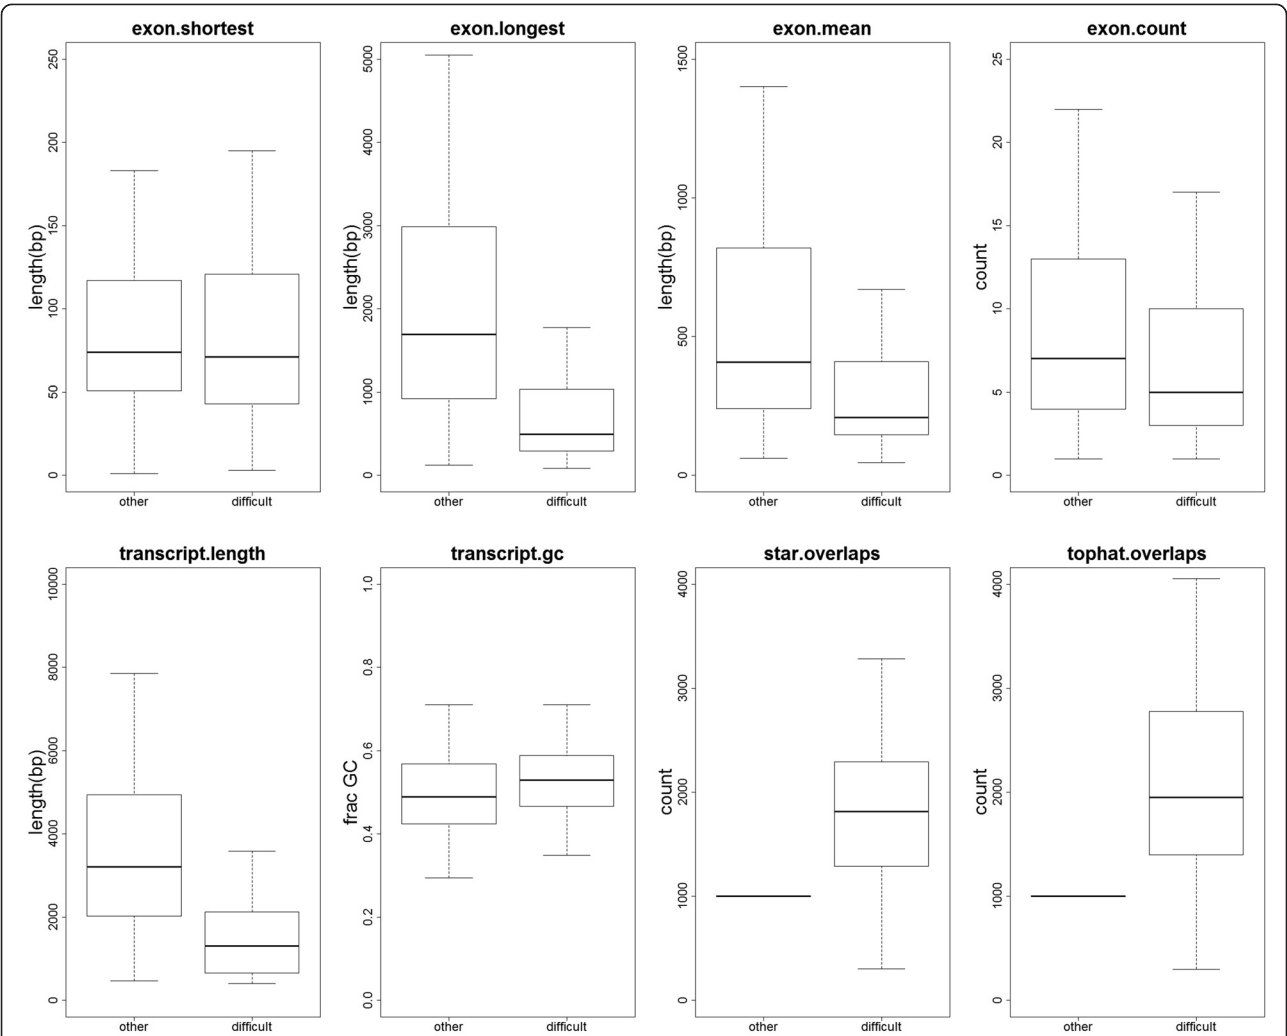 exon.shortest
length(bp)
250
200
150
100
50
0
other difficult
exon.longest
length(bp)
5000
4000
3000
2000
1000
0
other difficult
exon.mean
length(bp)
1500
1000
500
0
other difficult
exon.count
count
25
20
15
10
5
0
other difficult
transcript.length
length(bp)
10000
8000
6000
4000
2000
0
other difficult
transcript.gc
frac GC
1.0
0.8
0.6
0.4
0.2
0.0
other difficult
star.overlaps
count
4000
3000
2000
1000
0
other difficult
tophat.overlaps
count
4000
3000
2000
1000
0
other difficult